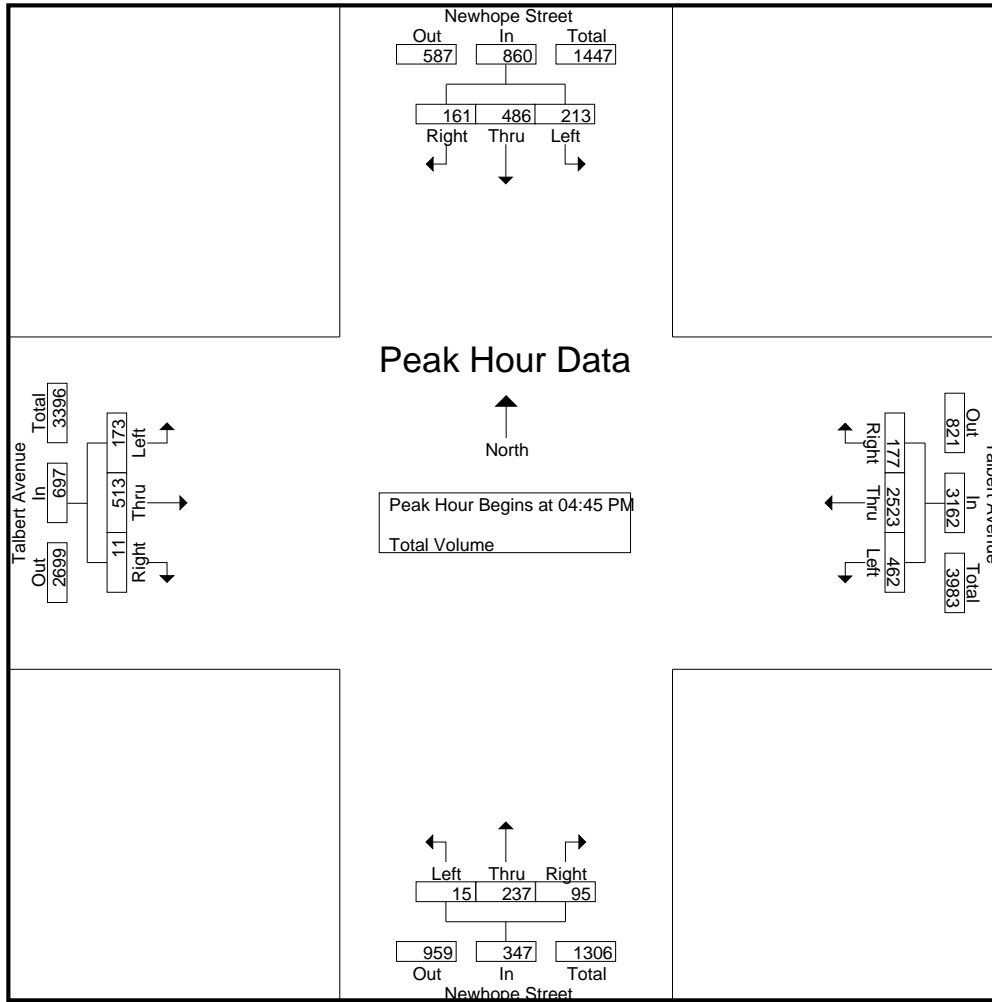 Newhope Street
Out In Total
587 860 1447
161 486 213
Right Thru Left
Peak Hour Data
North
Peak Hour Begins at 04:45 PM
Total Volume
Talbert Avenue
Out In Total
2699 697 3396
11 513 173
Right Thru Left
Talbert Avenue
Out In Total
821 3162 3983
177 2523 462
Right Thru Left
Left Thru Right
15 237 95
959 347 1306
Out In Total
Newhope Street